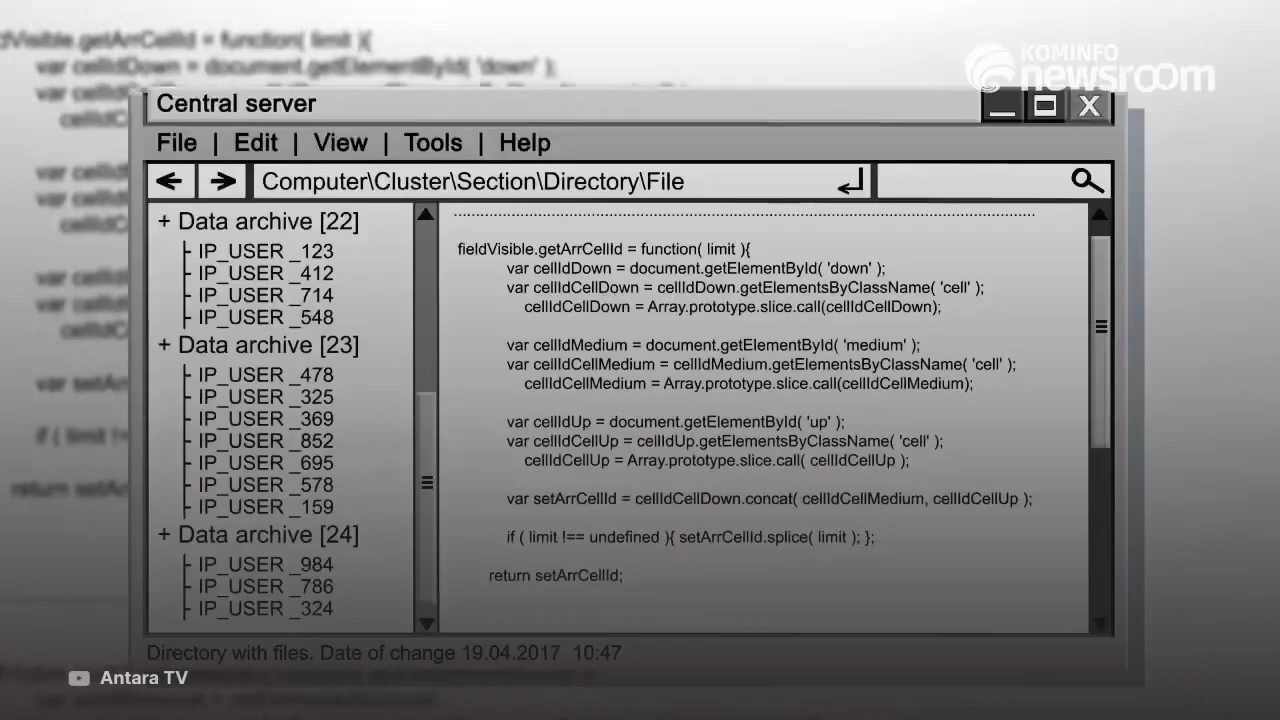 KOMINFO
newsroom
Central server
File | Edit | View | Tools | Help
Computer\Cluster\Section\Directory\File
+ Data archive [22]
IP_USER _123
IP_USER _412
IP_USER _714
IP_USER _548
+ Data archive [23]
IP_USER _478
IP_USER _325
IP_USER _369
IP_USER _852
IP_USER _695
IP_USER _578
IP_USER _159
+ Data archive [24]
IP_USER _984
IP_USER _786
IP_USER _324
fieldVisible.getArrCellId = function( limit ){
var cellIdDown = document.getElementById( 'down' );
var cellIdCellDown = cellIdDown.getElementsByClassName( 'cell' );
cellIdCellDown = Array.prototype.slice.call(cellIdCellDown);
var cellIdMedium = document.getElementById( 'medium' );
var cellIdCellMedium = cellIdMedium.getElementsByClassName( 'cell' );
cellIdCellMedium = Array.prototype.slice.call(cellIdCellMedium);
var cellIdUp = document.getElementById( 'up' );
var cellIdCellUp = cellIdUp.getElementsByClassName( 'cell' );
cellIdCellUp = Array.prototype.slice.call( cellIdCellUp );
var setArrCellId = cellIdCellDown.concat( cellIdCellMedium, cellIdCellUp );
if ( limit !== undefined ){ setArrCellId.splice( limit ); };
return setArrCellId;
Directory with files. Date of change 19.04.2017 10:47
Antara TV